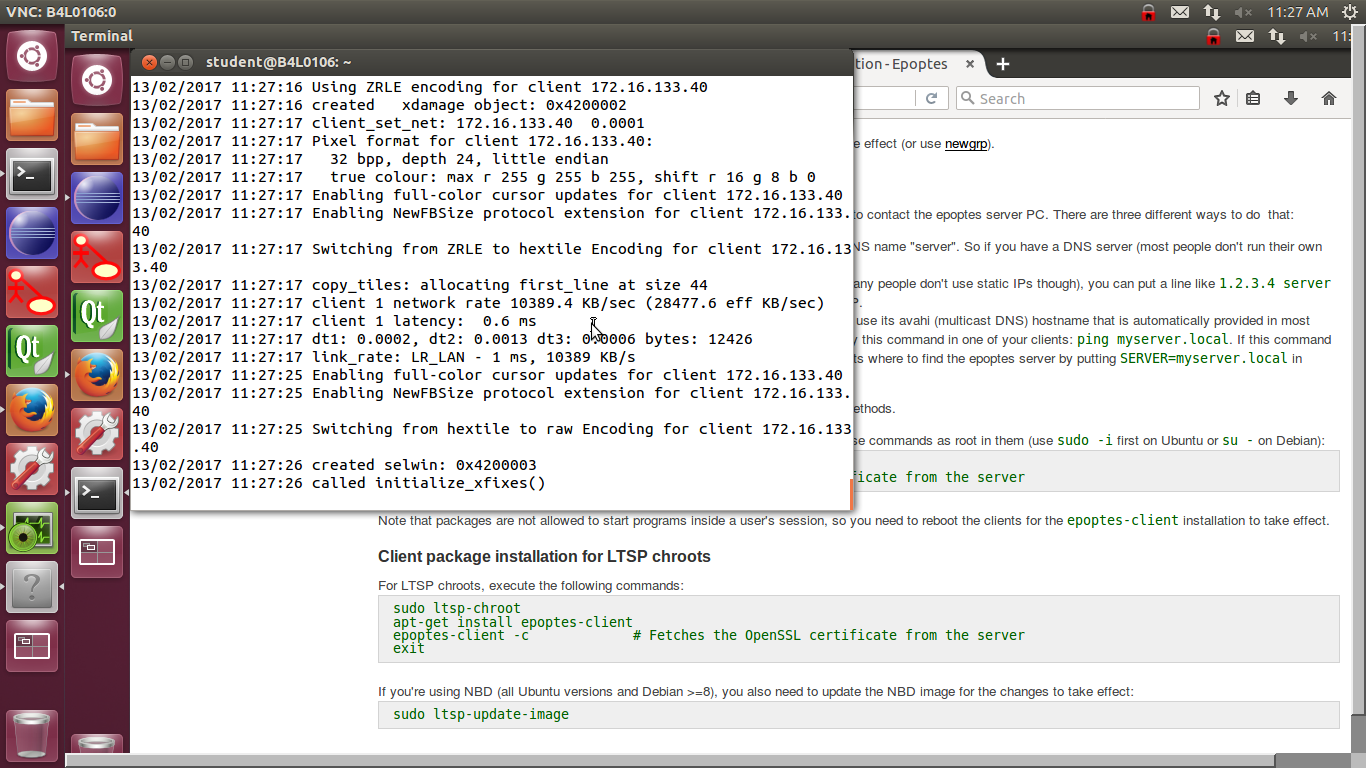 VNC: B4L0106:0
11:27 AM
Terminal
11:
student@B4L0106: ~
tion - Epoptes
Search
13/02/2017 11:27:16 Using ZRLE encoding for client 172.16.133.40
13/02/2017 11:27:16 created   xdamage object: 0x4200002
13/02/2017 11:27:17 client_set_net: 172.16.133.40  0.0001
13/02/2017 11:27:17 Pixel format for client 172.16.133.40:
13/02/2017 11:27:17   32 bpp, depth 24, little endian
13/02/2017 11:27:17   true colour: max r 255 g 255 b 255, shift r 16 g 8 b 0
13/02/2017 11:27:17 Enabling full-color cursor updates for client 172.16.133.40
13/02/2017 11:27:17 Enabling NewFBSize protocol extension for client 172.16.133.
40
13/02/2017 11:27:17 Switching from ZRLE to hextile Encoding for client 172.16.13
3.40
13/02/2017 11:27:17 copy_tiles: allocating first_line at size 44
13/02/2017 11:27:17 client 1 network rate 10389.4 KB/sec (28477.6 eff KB/sec)
13/02/2017 11:27:17 client 1 latency:  0.6 ms
13/02/2017 11:27:17 dt1: 0.0002, dt2: 0.0013 dt3: 0.0006 bytes: 12426
13/02/2017 11:27:17 link_rate: LR_LAN - 1 ms, 10389 KB/s
13/02/2017 11:27:25 Enabling full-color cursor updates for client 172.16.133.40
13/02/2017 11:27:25 Enabling NewFBSize protocol extension for client 172.16.133.
40
13/02/2017 11:27:25 Switching from hextile to raw Encoding for client 172.16.133
.40
13/02/2017 11:27:26 created selwin: 0x4200003
13/02/2017 11:27:26 called initialize_xfixes()
e effect (or use newgrp).
to contact the epoptes server PC. There are three different ways to do  that:
NS name "server". So if you have a DNS server (most people don't run their own
any people don't use static IPs though), you can put a line like 1.2.3.4 server
P.
use its avahi (multicast DNS) hostname that is automatically provided in most
y this command in one of your clients: ping myserver.local. If this command
ts where to find the epoptes server by putting SERVER=myserver.local in
ethods.
se commands as root in them (use sudo -i first on Ubuntu or su - on Debian):
ficate from the server
Note that packages are not allowed to start programs inside a user's session, so you need to reboot the clients for the epoptes-client installation to take effect.
Client package installation for LTSP chroots
For LTSP chroots, execute the following commands:
sudo ltsp-chroot
apt-get install epoptes-client
epoptes-client -c             # Fetches the OpenSSL certificate from the server
exit
If you're using NBD (all Ubuntu versions and Debian >=8), you also need to update the NBD image for the changes to take effect:
sudo ltsp-update-image